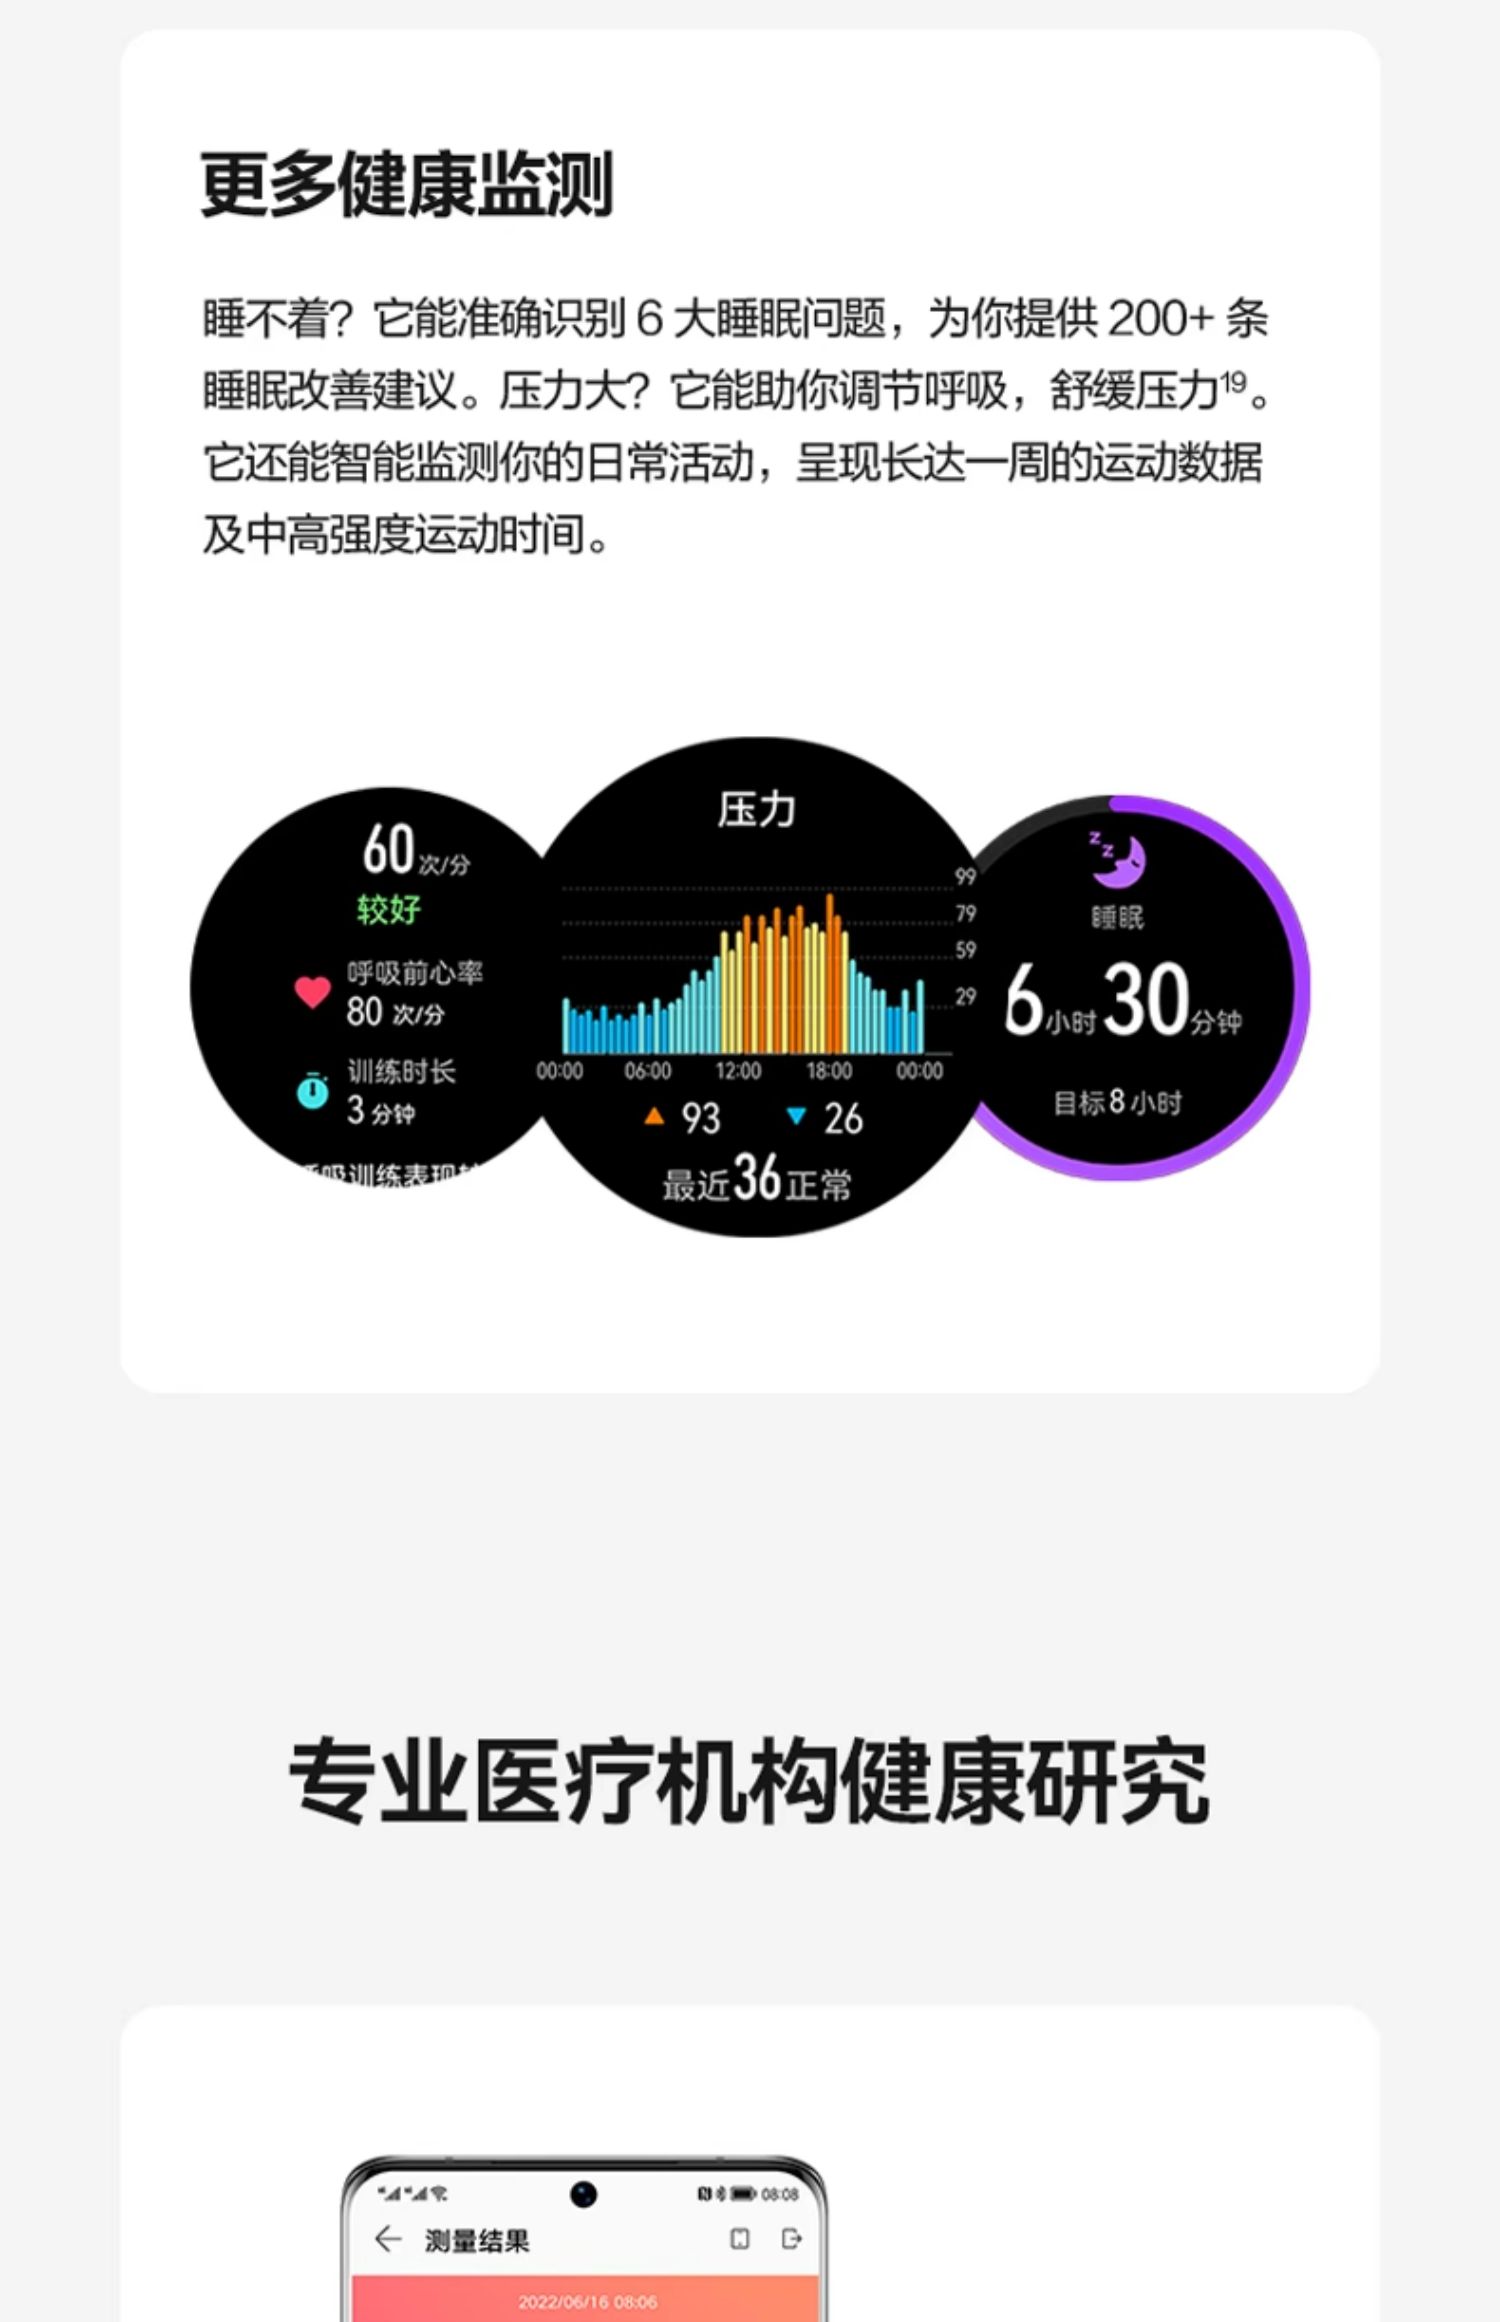 更多健康监测
睡不着？它能准确识别 6 大睡眠问题，为你提供 200+ 条
睡眠改善建议。压力大？它能助你调节呼吸，舒缓压力¹⁹。
它还能智能监测你的日常活动，呈现长达一周的运动数据
及中高强度运动时间。
60次/分
较好
呼吸前心率
80 次/分
训练时长
3 分钟
呼吸训练表现
压力
99
79
59
29
00:00 06:00 12:00 18:00 00:00
93 26
最近36正常
睡眠
6小时30分钟
目标8小时
专业医疗机构健康研究
08:08
测量结果
2022/06/16 08:06